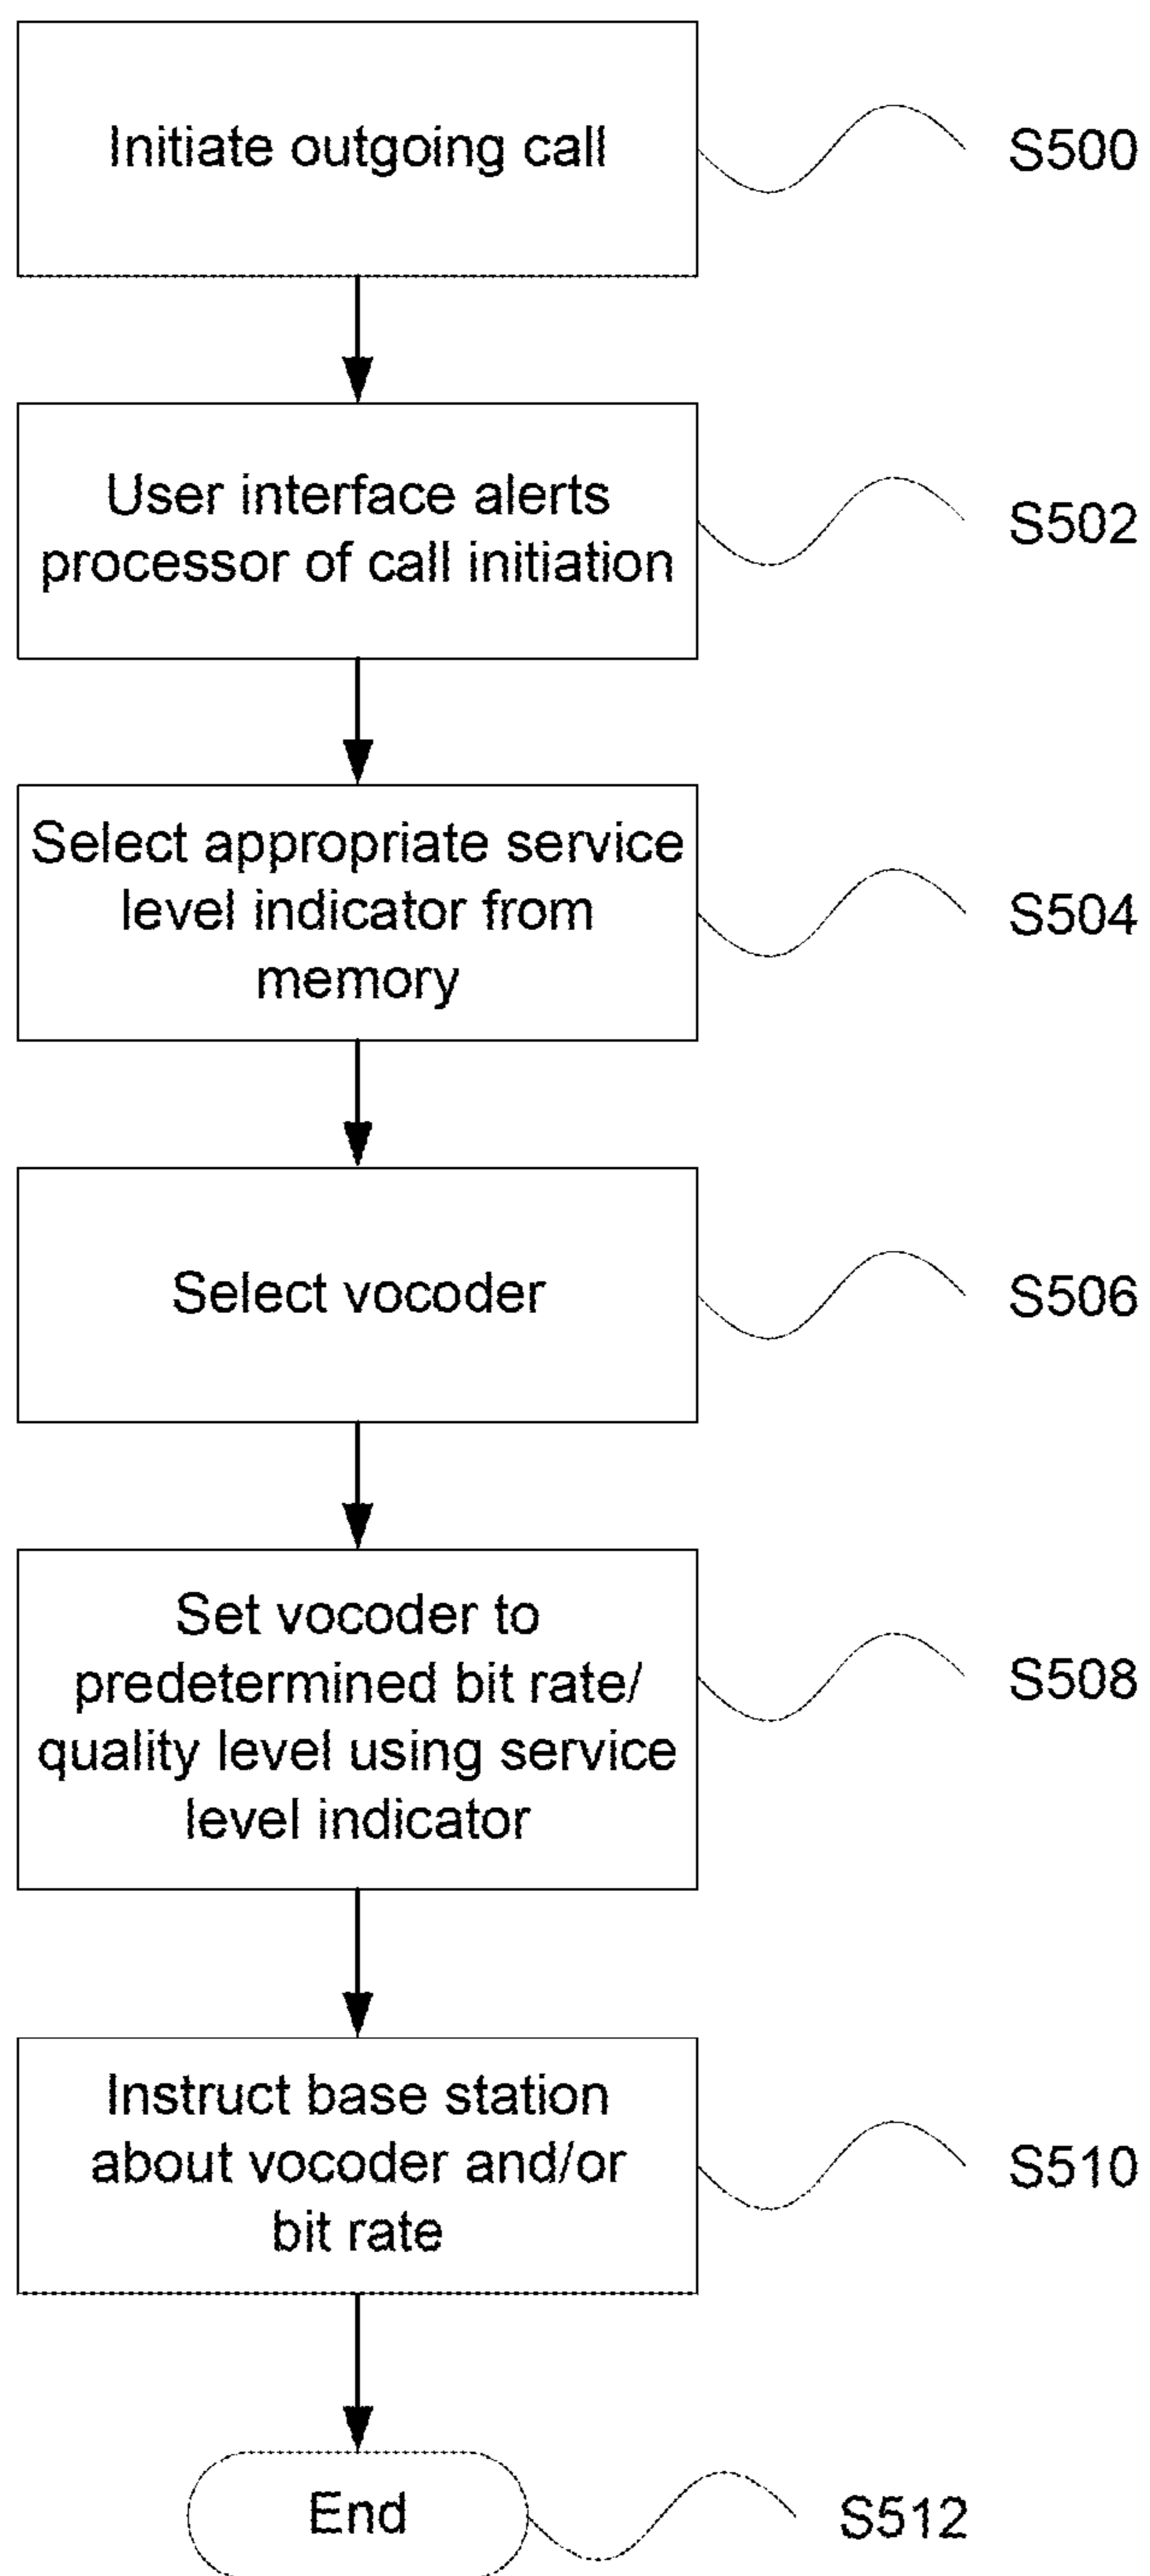 Initiate outgoing call
S500
User interface alerts
processor of call initiation
S502
Select appropriate service
level indicator from
memory
S504
Select vocoder
S506
Set vocoder to
predetermined bit rate/
quality level using service
level indicator
S508
Instruct base station
about vocoder and/or
bit rate
S510
End
S512